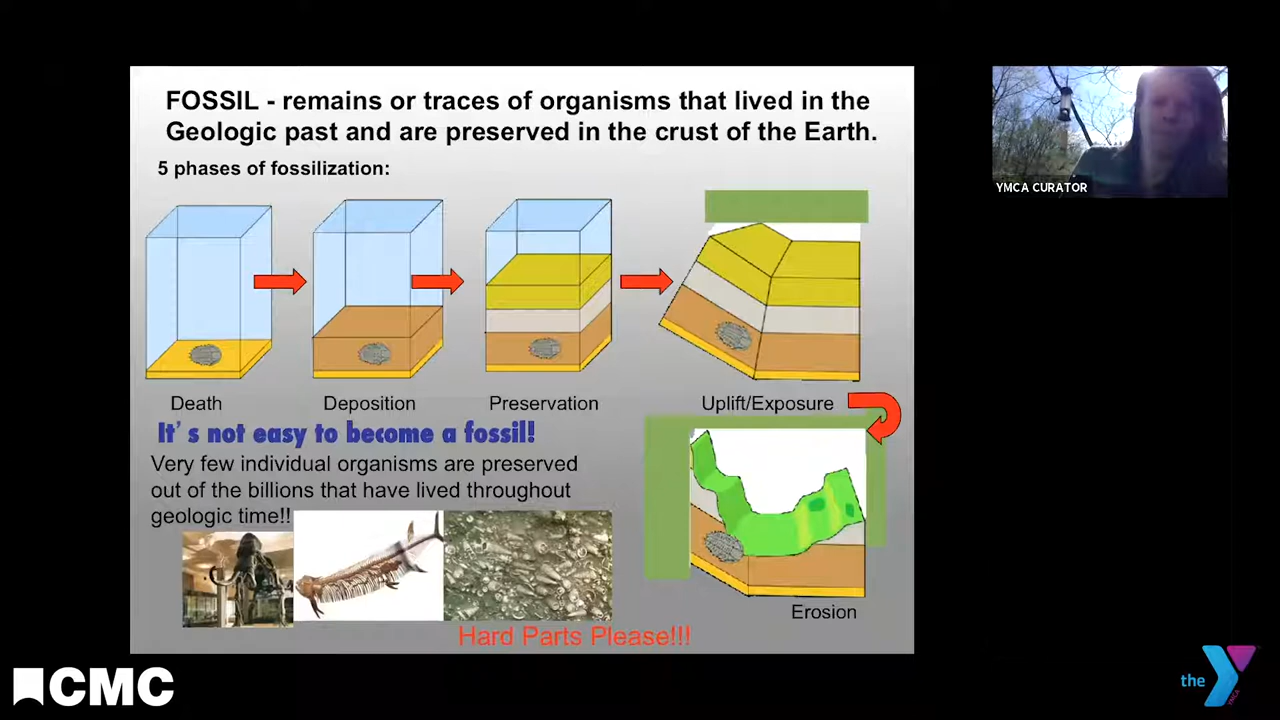 FOSSIL - remains or traces of organisms that lived in the
Geologic past and are preserved in the crust of the Earth.
5 phases of fossilization:
Death
Deposition
Preservation
Uplift/Exposure
It's not easy to become a fossil!
Very few individual organisms are preserved
out of the billions that have lived throughout
geologic time!!
Erosion
Hard Parts Please!!!
YMCA CURATOR
CMC
the
YMCA